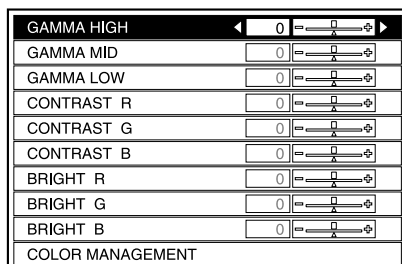 GAMMA HIGH 0
GAMMA MID 0
GAMMA LOW 0
CONTRAST R 0
CONTRAST G 0
CONTRAST B 0
BRIGHT R 0
BRIGHT G 0
BRIGHT B 0
COLOR MANAGEMENT